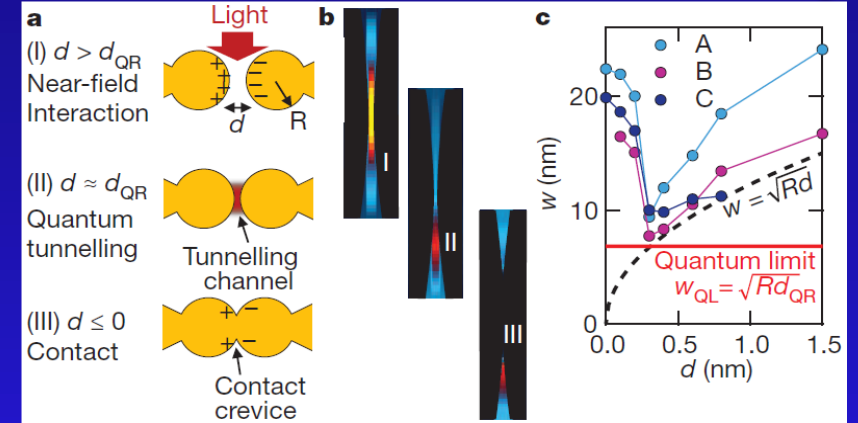 a
Light
(I) d > dQR
Near-field
Interaction
+
+
+
+
−
−
−
−
d
R
(II) d ≈ dQR
Quantum
tunnelling
Tunnelling
channel
(III) d ≤ 0
Contact
+ −
+ −
Contact
crevice
b
I
II
III
c
A
B
C
20
10
0
w (nm)
w = √Rd
Quantum limit
wQL= √RdQR
0.0
0.5
1.0
1.5
d (nm)